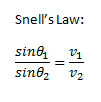 Snell's Law:
sinθ₁/sinθ₂ = v₁/v₂